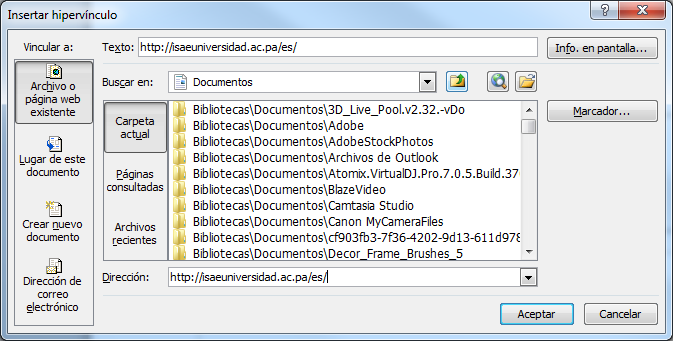 Insertar hipervínculo
Vincular a:
Texto: http://isaeuniversidad.ac.pa/es/
Info. en pantalla...
Archivo o
página web
existente
Lugar de este
documento
Crear nuevo
documento
Dirección de
correo
electrónico
Buscar en: Documentos
Carpeta
actual
Páginas
consultadas
Archivos
recientes
Bibliotecas\Documentos\3D_Live_Pool.v2.32.-vDo
Bibliotecas\Documentos\Adobe
Bibliotecas\Documentos\AdobeStockPhotos
Bibliotecas\Documentos\Archivos de Outlook
Bibliotecas\Documentos\Atomix.VirtualDJ.Pro.7.0.5.Build.37
Bibliotecas\Documentos\BlazeVideo
Bibliotecas\Documentos\Camtasia Studio
Bibliotecas\Documentos\Canon MyCameraFiles
Bibliotecas\Documentos\cf903fb3-7f36-4202-9d13-611d978
Bibliotecas\Documentos\Decor_Frame_Brushes_5
Marcador...
Dirección: http://isaeuniversidad.ac.pa/es/
Aceptar
Cancelar